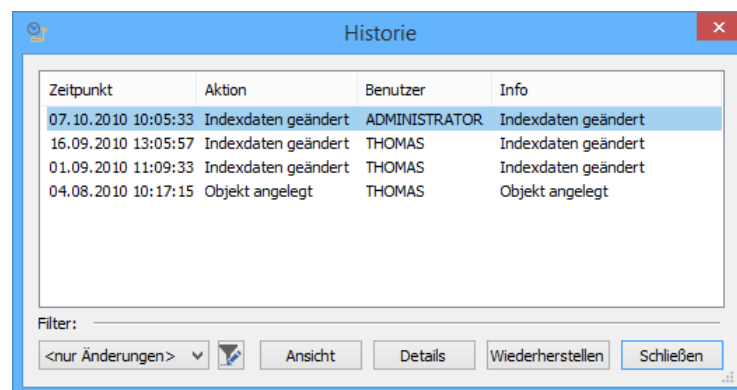 Historie
Zeitpunkt Aktion Benutzer Info
07.10.2010 10:05:33 Indexdaten geändert ADMINISTRATOR Indexdaten geändert
16.09.2010 13:05:57 Indexdaten geändert THOMAS Indexdaten geändert
01.09.2010 11:09:33 Indexdaten geändert THOMAS Indexdaten geändert
04.08.2010 10:17:15 Objekt angelegt THOMAS Objekt angelegt
Filter:
<nur Änderungen> Ansicht Details Wiederherstellen Schließen